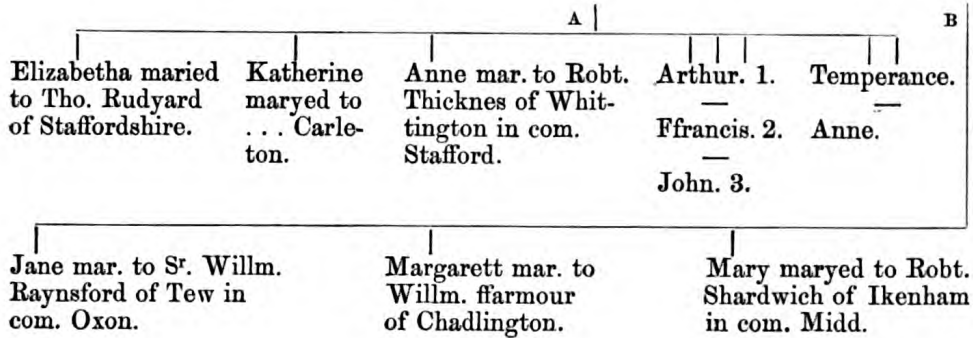 A B
Elizabetha maried
to Tho. Rudyard
of Staffordshire.
Katherine
maryed to
. . . Carle-
ton.
Anne mar. to Robt.
Thicknes of Whit-
tington in com.
Stafford.
Arthur. 1.
—
Ffrancis. 2.
—
John. 3.
Temperance.
—
Anne.
Jane mar. to Sʳ. Willm.
Raynsford of Tew in
com. Oxon.
Margarett mar. to
Willm. ffarmour
of Chadlington.
Mary maryed to Robt.
Shardwich of Ikenham
in com. Midd.